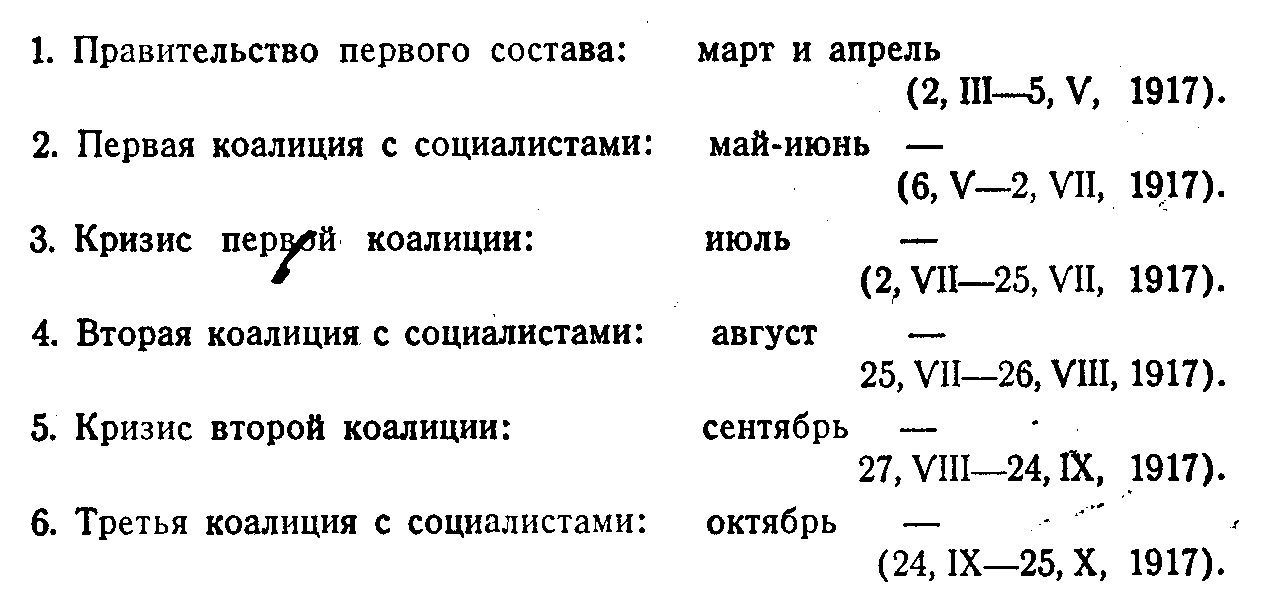 1. Правительство первого состава: март и апрель
(2, III—5, V, 1917).
2. Первая коалиция с социалистами: май-июнь —
(6, V—2, VII, 1917).
3. Кризис первой коалиции: июль —
(2, VII—25, VII, 1917).
4. Вторая коалиция с социалистами: август —
25, VII—26, VIII, 1917).
5. Кризис второй коалиции: сентябрь —
27, VIII—24, IX, 1917).
6. Третья коалиция с социалистами: октябрь —
(24, IX—25, X, 1917).